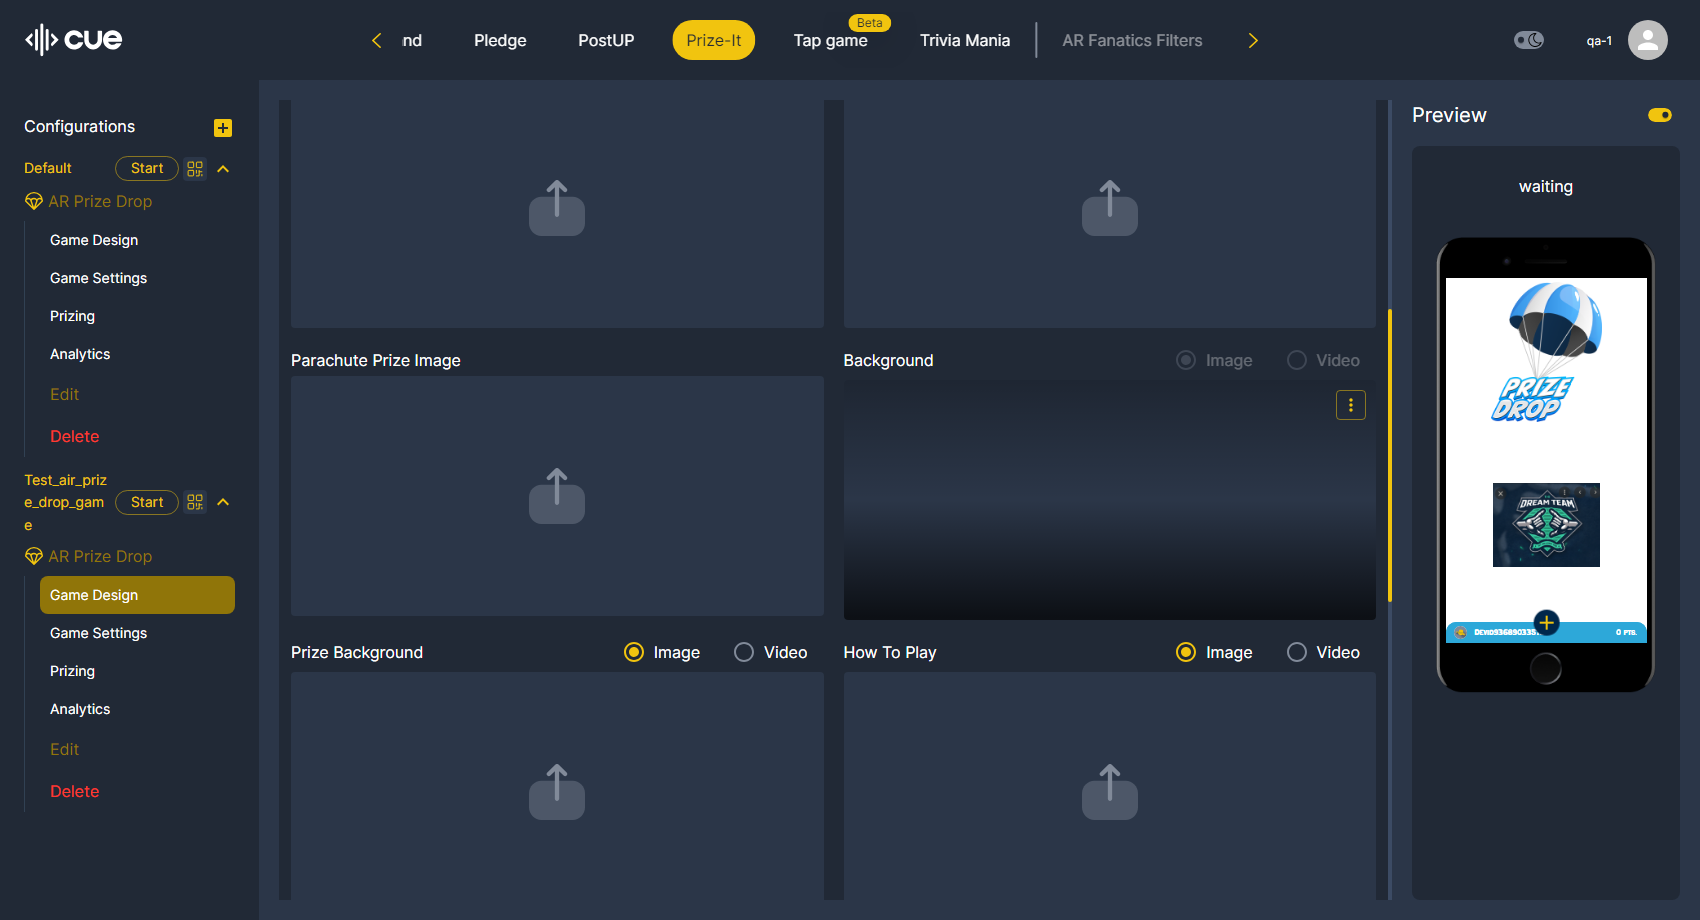 cue
nd
Pledge
PostUP
Prize-It
Beta
Tap game
Trivia Mania
AR Fanatics Filters
qa-1
Configurations
Default
Start
AR Prize Drop
Game Design
Game Settings
Prizing
Analytics
Edit
Delete
Test_air_priz
e_drop_gam
e
Start
AR Prize Drop
Game Design
Game Settings
Prizing
Analytics
Edit
Delete
Parachute Prize Image
Background
Image
Video
Prize Background
Image
Video
How To Play
Image
Video
Preview
waiting
PRIZE
DROP
DREAM TEAM
0 PTS.